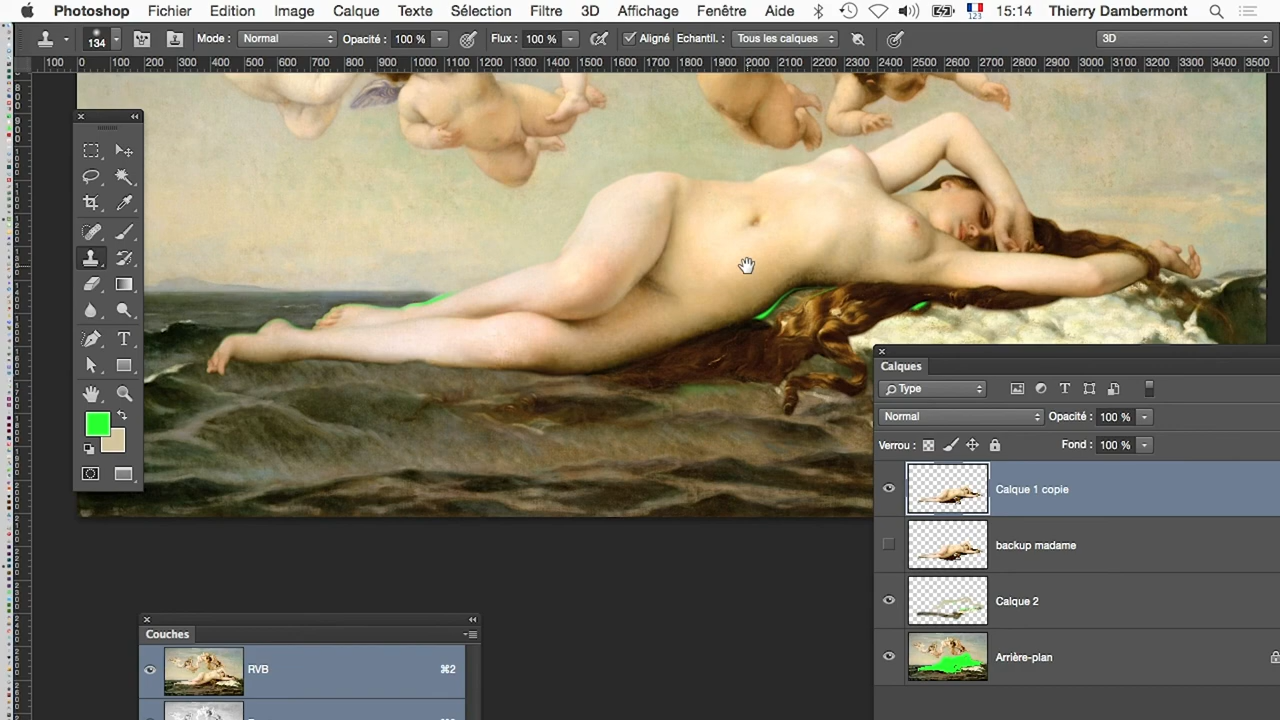 Photoshop Fichier Edition Image Calque Texte Sélection Filtre 3D Affichage Fenêtre Aide 123 15:14 Thierry Dambermont
134 Mode : Normal Opacité : 100 % Flux : 100 % Aligné Echantil. : Tous les calques 3D
100 0 100 200 300 400 500 600 700 800 900 1000 1100 1200 1300 1400 1500 1600 1700 1800 1900 2000 2100 2200 2300 2400 2500 2600 2700 2800 2900 3000 3100 3200 3300 3400 3500
Calques
Type
Normal Opacité : 100 %
Verrou : Fond : 100 %
Calque 1 copie
backup madame
Calque 2
Arrière-plan
Couches
RVB ⌘2